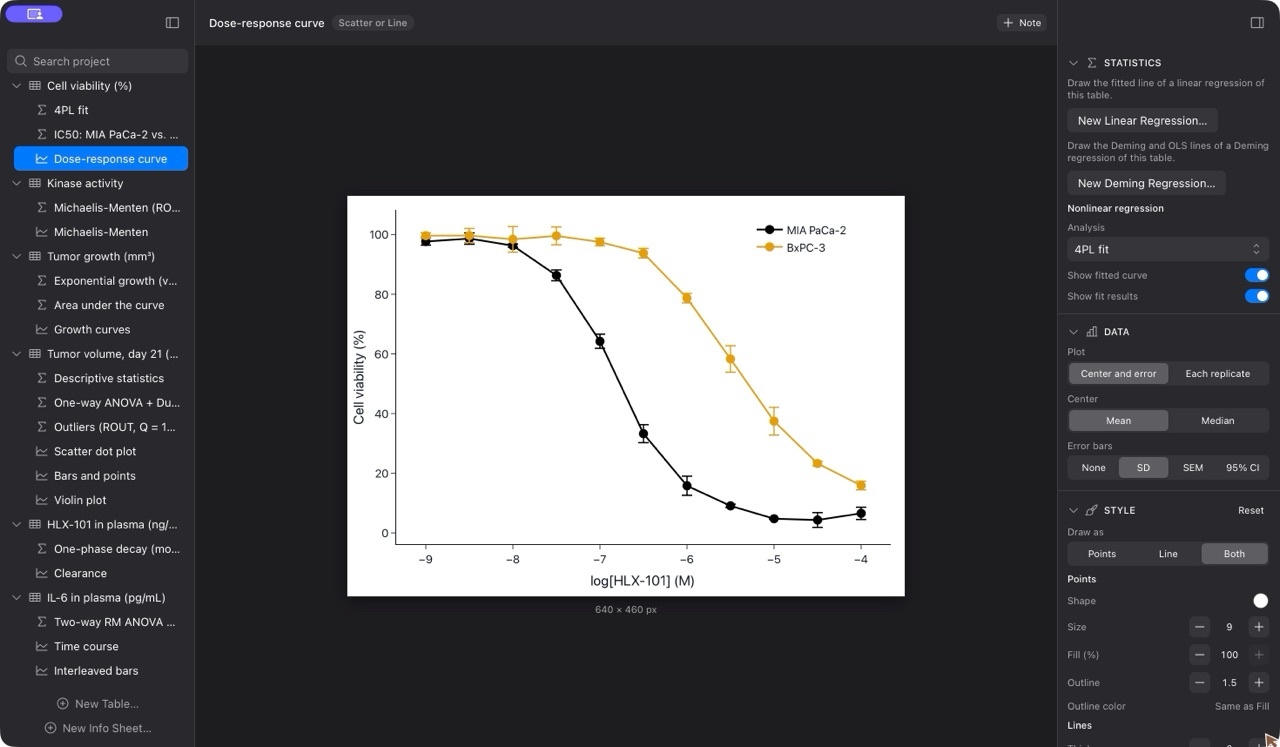 Dose-response curve
Scatter or Line
Note
Search project
Cell viability (%)
4PL fit
IC50: MIA PaCa-2 vs. ...
Dose-response curve
Kinase activity
Michaelis-Menten (RO...
Michaelis-Menten
Tumor growth (mm³)
Exponential growth (v...
Area under the curve
Growth curves
Tumor volume, day 21 (...
Descriptive statistics
One-way ANOVA + Du...
Outliers (ROUT, Q = 1...
Scatter dot plot
Bars and points
Violin plot
HLX-101 in plasma (ng/...
One-phase decay (mo...
Clearance
IL-6 in plasma (pg/mL)
Two-way RM ANOVA ...
Time course
Interleaved bars
New Table...
New Info Sheet...
MIA PaCa-2
BxPC-3
Cell viability (%)
100
80
60
40
20
0
−9 −8 −7 −6 −5 −4
log[HLX-101] (M)
640 × 460 px
STATISTICS
Draw the fitted line of a linear regression of
this table.
New Linear Regression...
Draw the Deming and OLS lines of a Deming
regression of this table.
New Deming Regression...
Nonlinear regression
Analysis
4PL fit
Show fitted curve
Show fit results
DATA
Plot
Center and error Each replicate
Center
Mean Median
Error bars
None SD SEM 95% CI
STYLE Reset
Draw as
Points Line Both
Points
Shape
Size 9
Fill (%) 100
Outline 1.5
Outline color Same as Fill
Lines